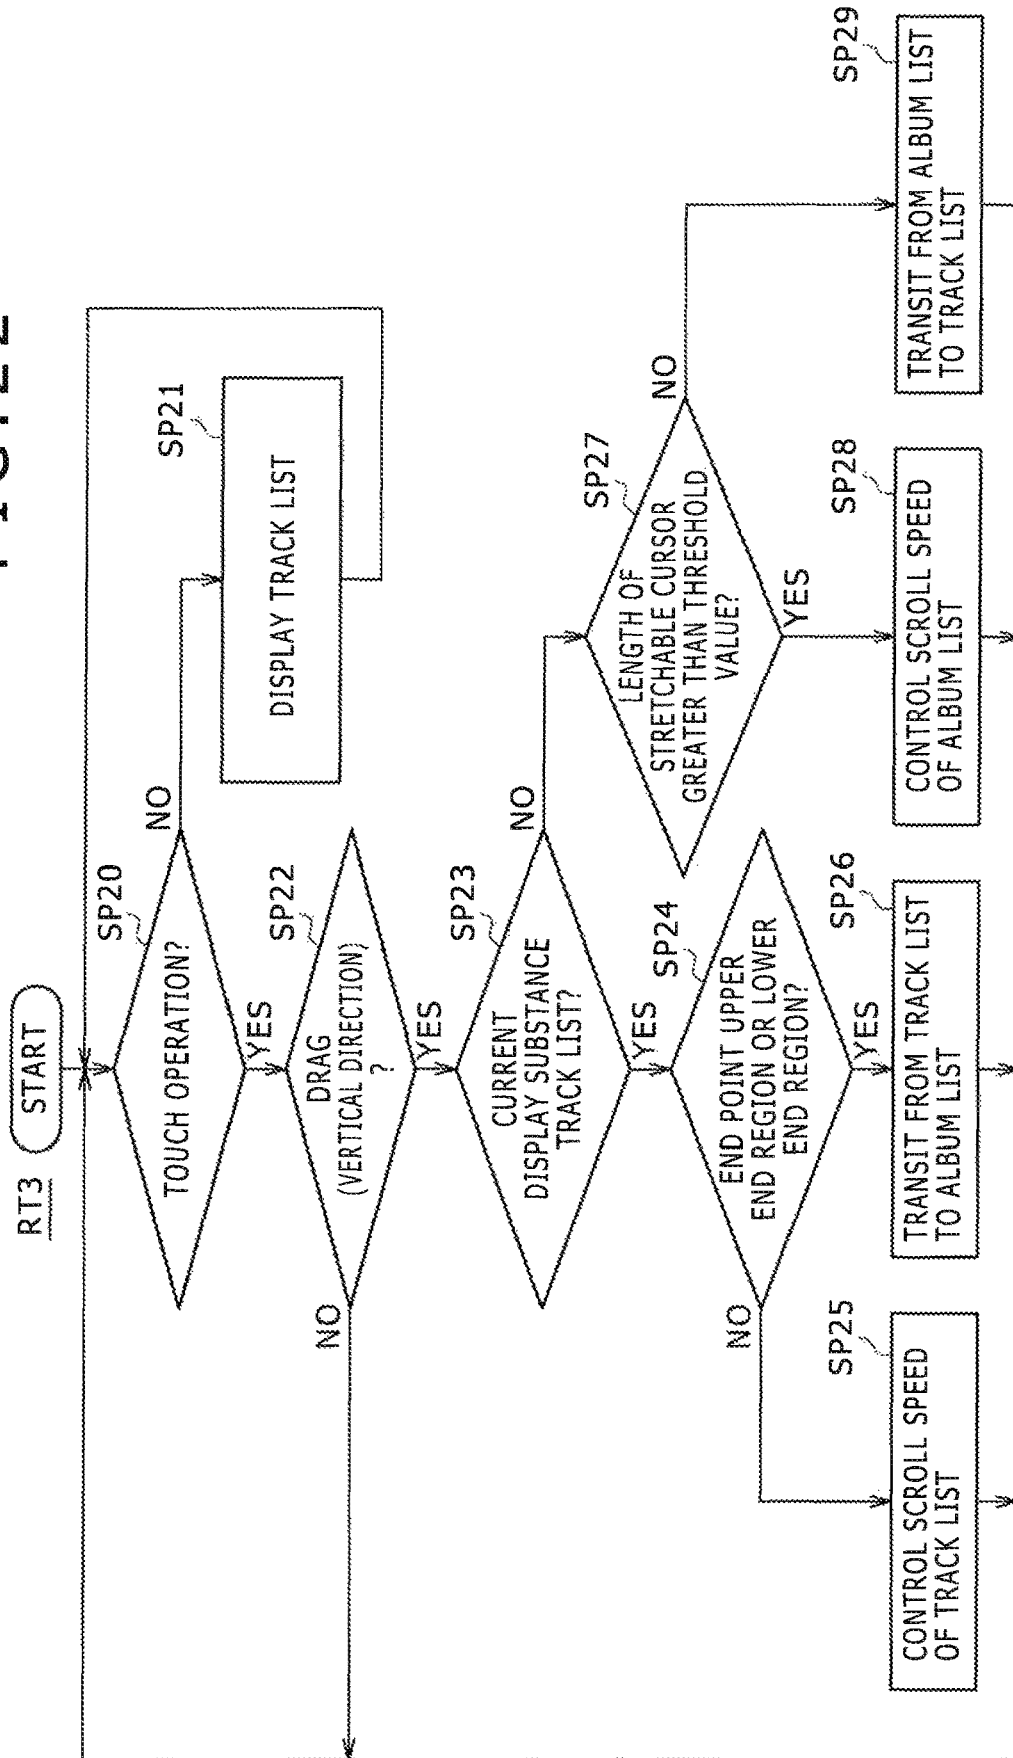 RT3
START
SP20
TOUCH OPERATION?
NO
YES
SP21
DISPLAY TRACK LIST
SP22
DRAG
(VERTICAL DIRECTION)
?
NO
YES
SP23
CURRENT
DISPLAY SUBSTANCE
TRACK LIST?
NO
YES
SP24
END POINT UPPER
END REGION OR LOWER
END REGION?
NO
YES
SP27
LENGTH OF
STRETCHABLE CURSOR
GREATER THAN THRESHOLD
VALUE?
NO
YES
SP25
CONTROL SCROLL SPEED
OF TRACK LIST
SP26
TRANSIT FROM TRACK LIST
TO ALBUM LIST
SP28
CONTROL SCROLL SPEED
OF ALBUM LIST
SP29
TRANSIT FROM ALBUM LIST
TO TRACK LIST